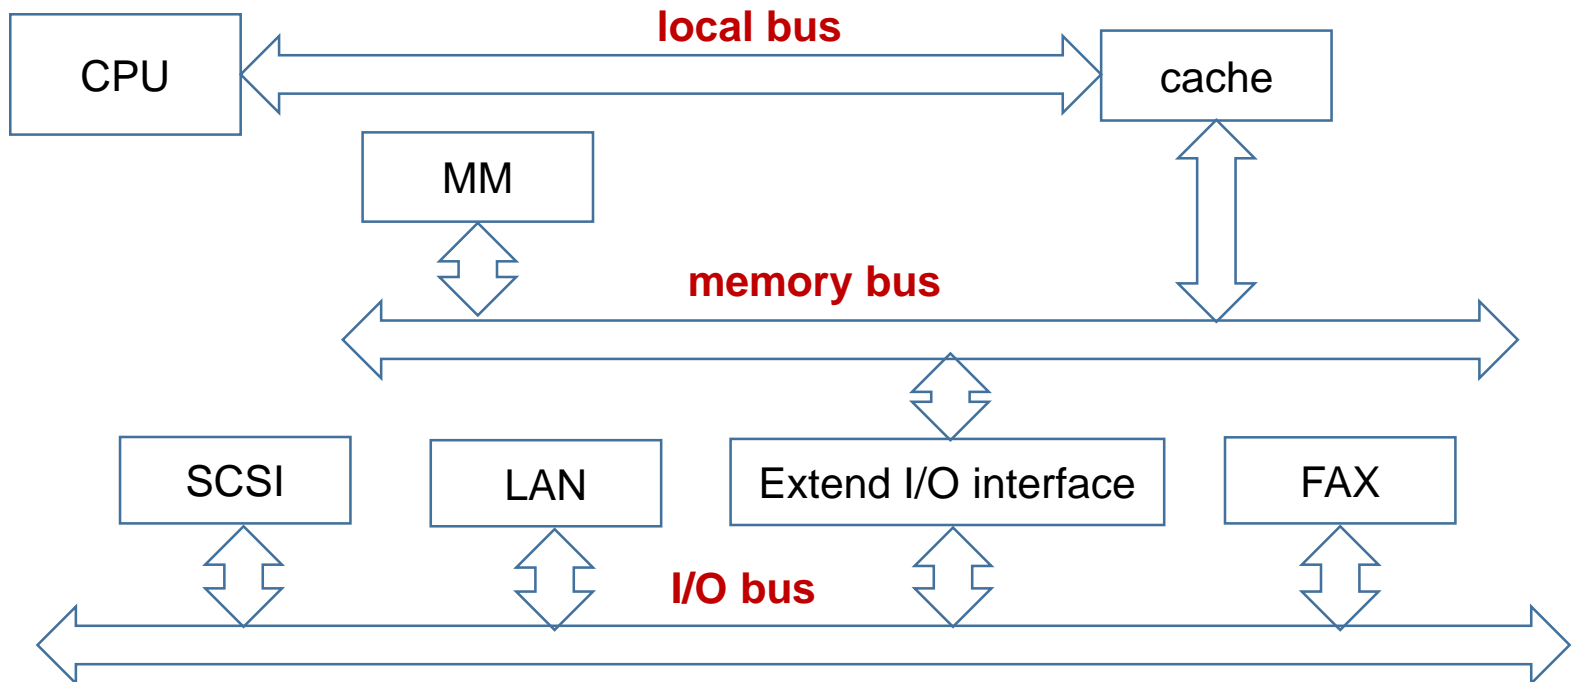 local bus
CPU
cache
MM
memory bus
SCSI
LAN
Extend I/O interface
FAX
I/O bus